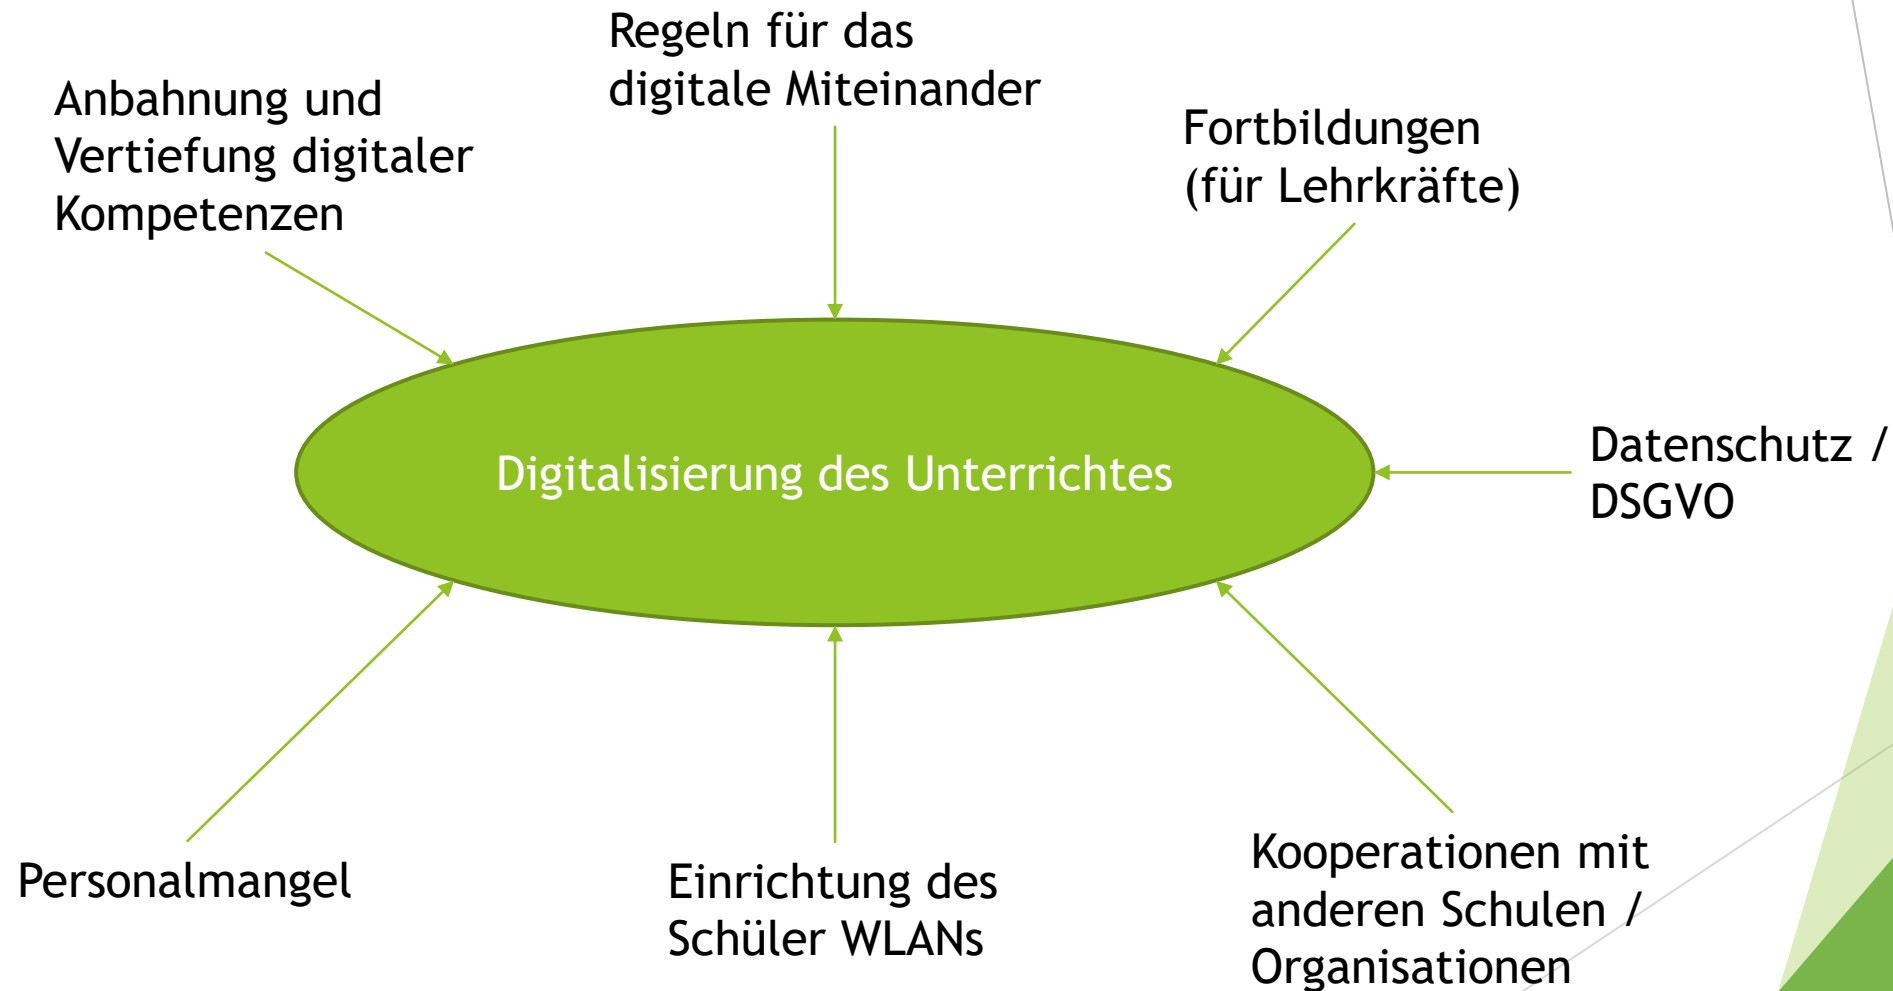 Regeln für das
digitale Miteinander
Anbahnung und
Vertiefung digitaler
Kompetenzen
Fortbildungen
(für Lehrkräfte)
Digitalisierung des Unterrichtes
Datenschutz /
DSGVO
Personalmangel
Einrichtung des
Schüler WLANs
Kooperationen mit
anderen Schulen /
Organisationen